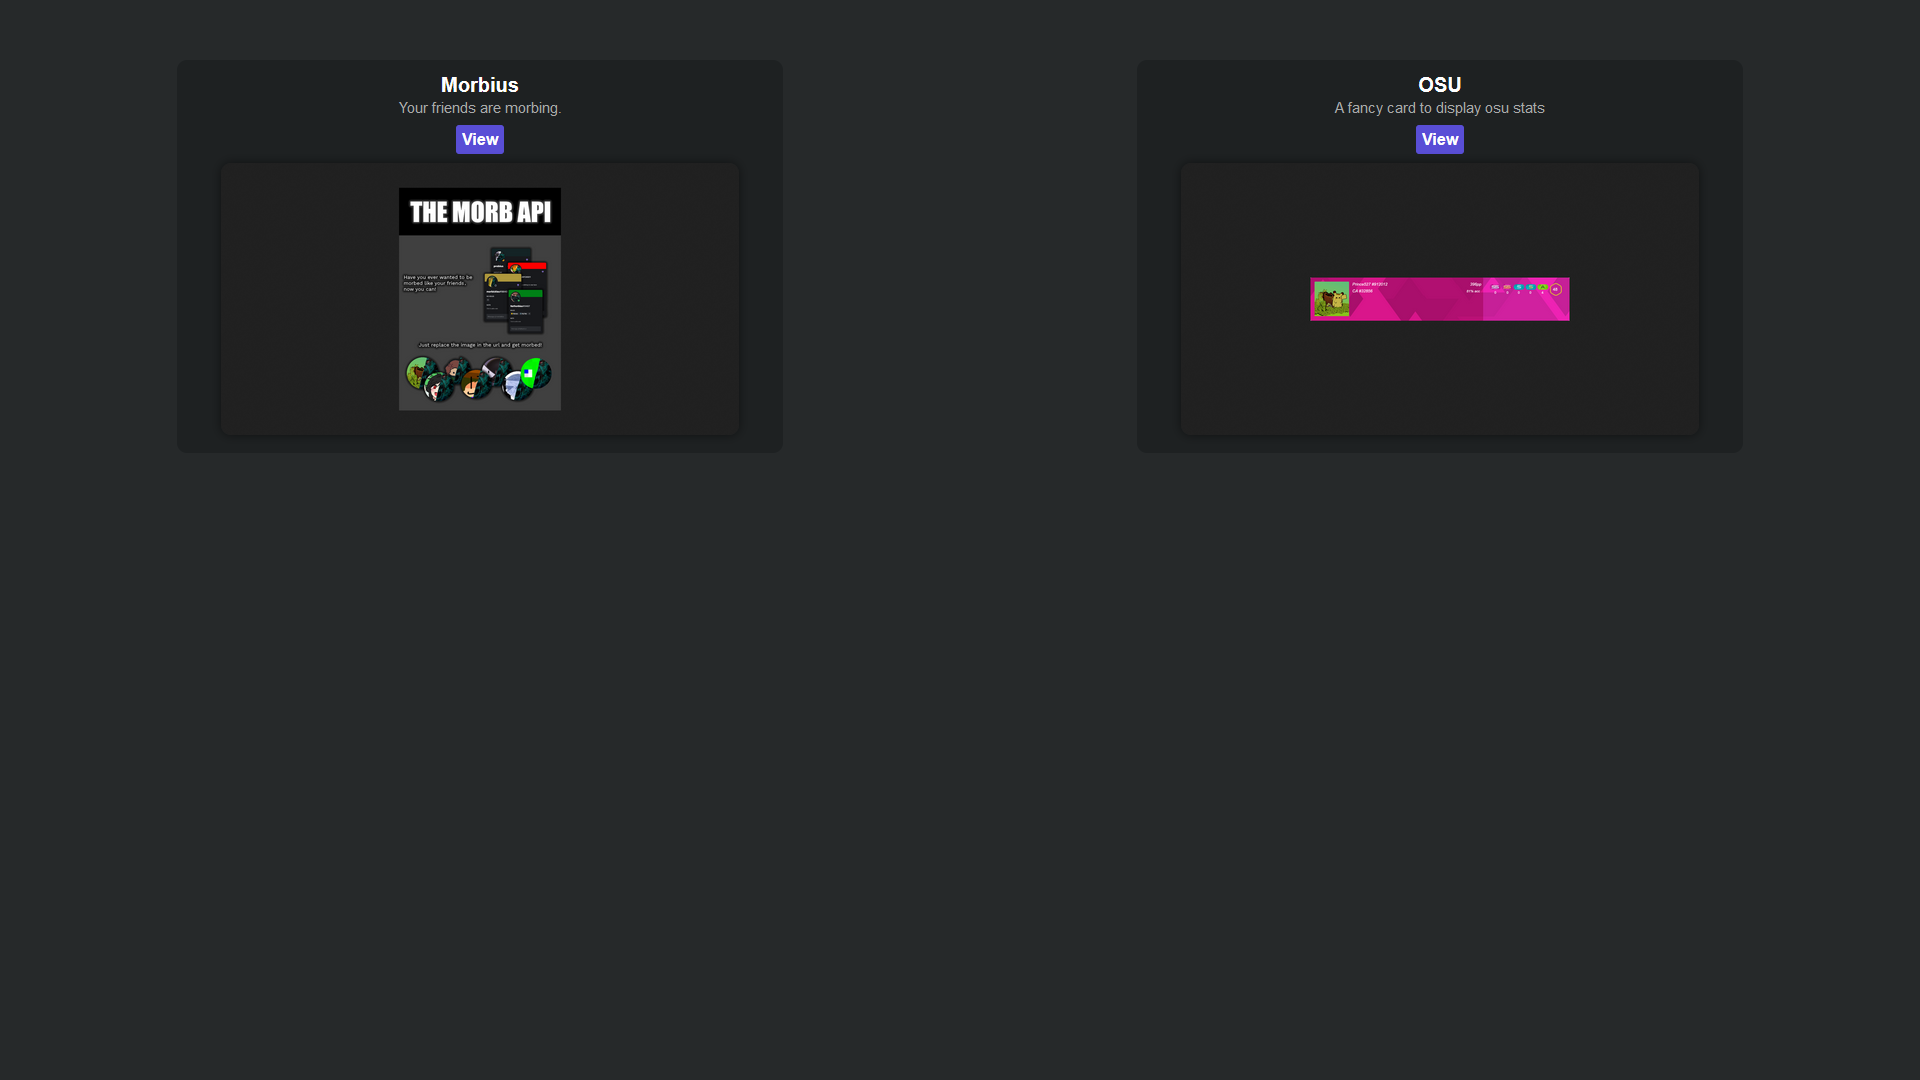 Morbius
Your friends are morbing.
View
THE MORB API
Have you ever wanted to be
morbed like your friends,
now you can!
Just replace the image in the url and get morbed!
OSU
A fancy card to display osu stats
View